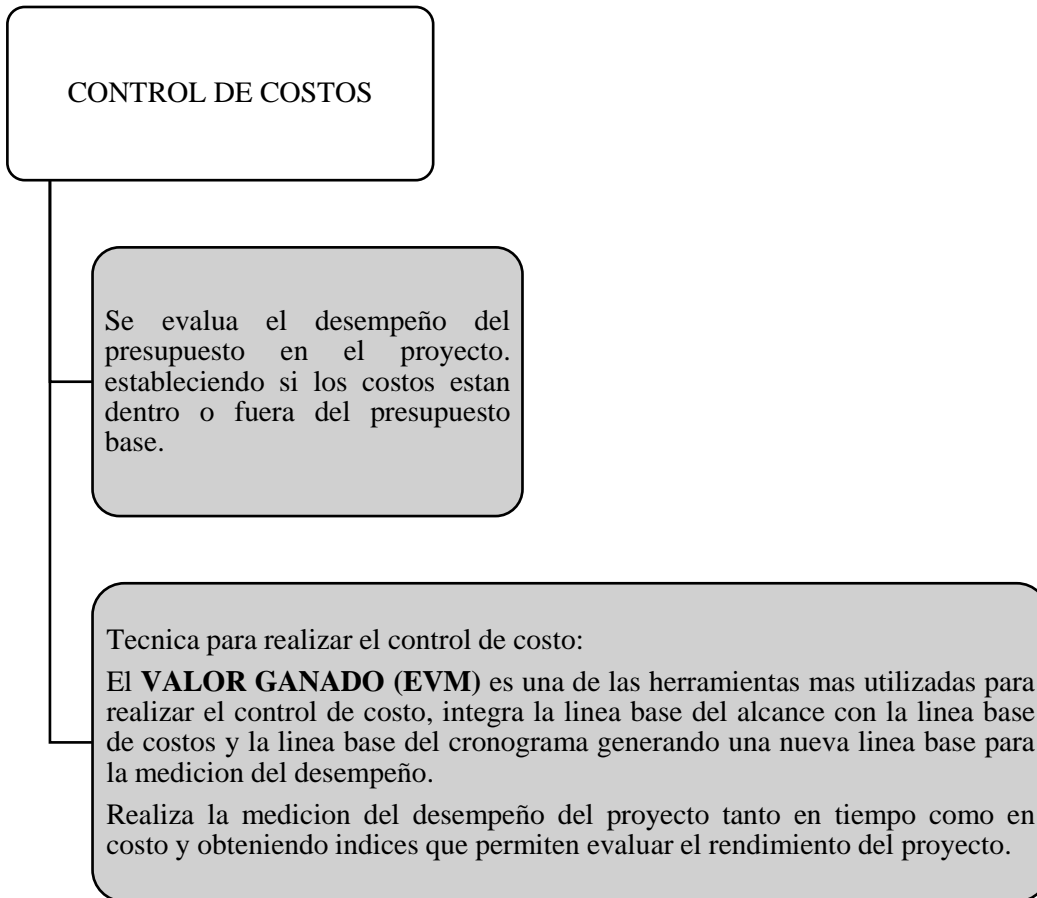 CONTROL DE COSTOS
Se evalua el desempeño del
presupuesto en el proyecto.
estableciendo si los costos estan
dentro o fuera del presupuesto
base.
Tecnica para realizar el control de costo:
El VALOR GANADO (EVM) es una de las herramientas mas utilizadas para
realizar el control de costo, integra la linea base del alcance con la linea base
de costos y la linea base del cronograma generando una nueva linea base para
la medicion del desempeño.
Realiza la medicion del desempeño del proyecto tanto en tiempo como en
costo y obteniendo indices que permiten evaluar el rendimiento del proyecto.